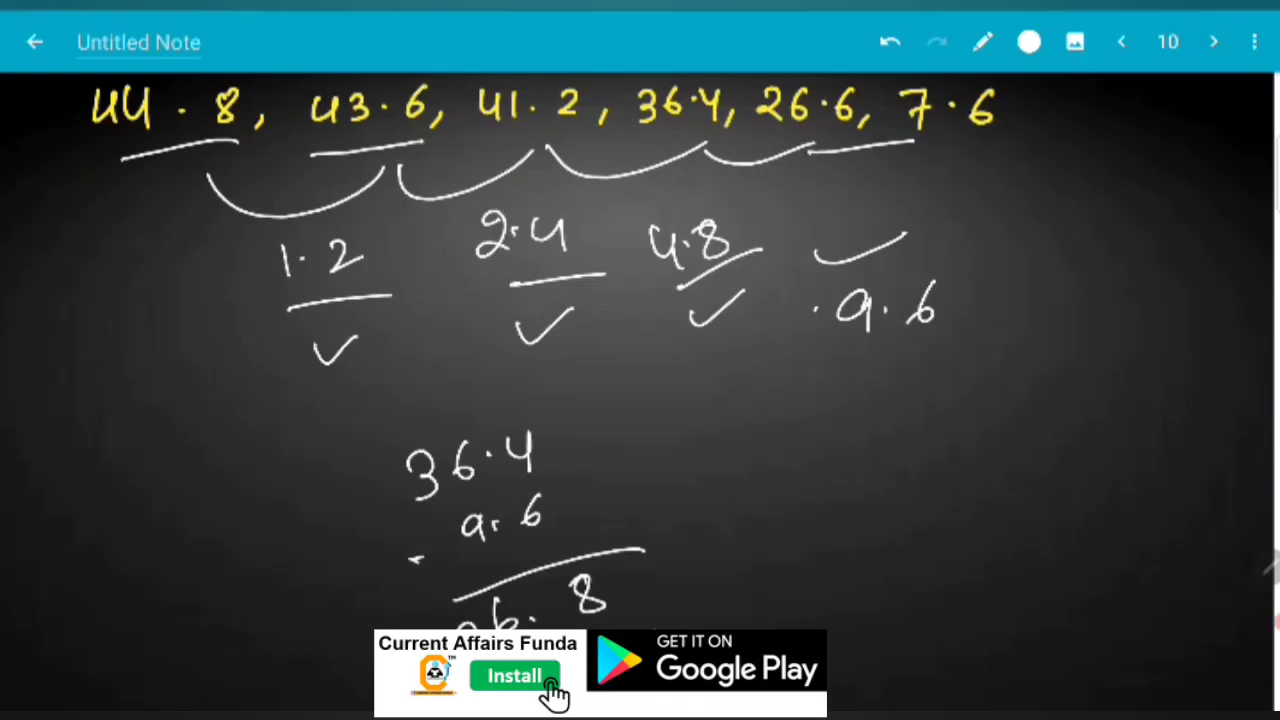 Untitled Note 10
44.8, 43.6, 41.2, 36.4, 26.6, 7.6
1.2 2.4 4.8 .9.6
36.4
9.6
-
8
Current Affairs Funda
Install
GET IT ON
Google Play